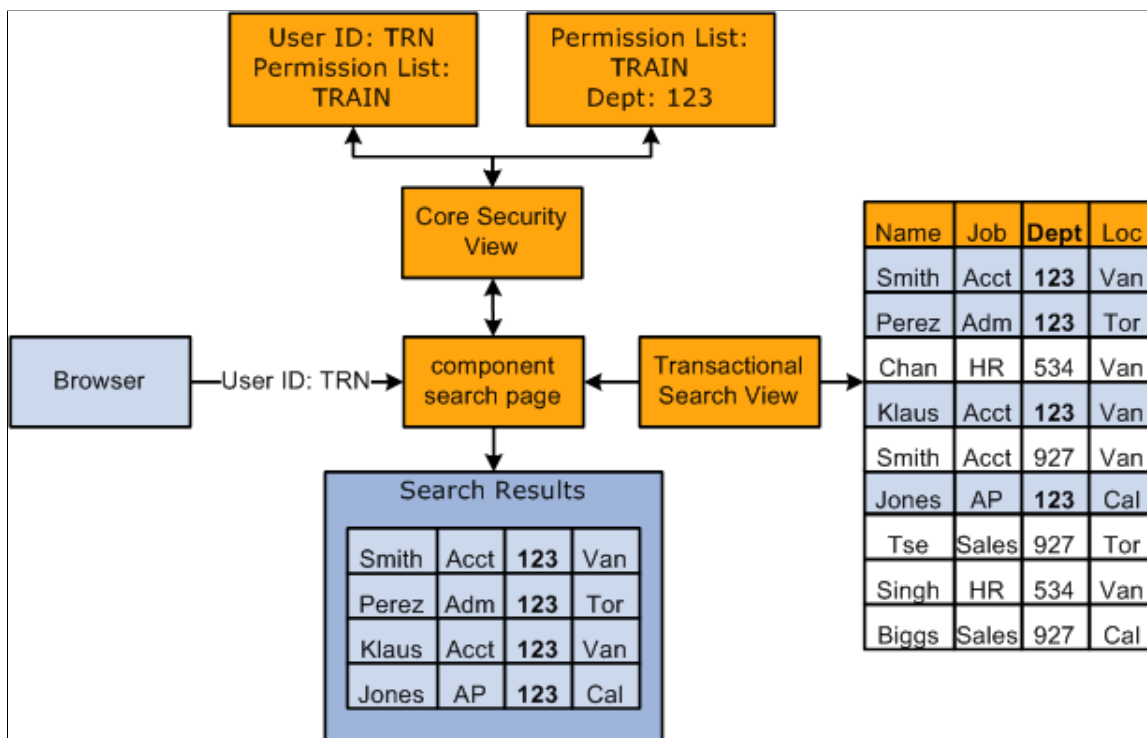 User ID: TRN
Permission List:
TRAIN
Permission List:
TRAIN
Dept: 123
Core Security
View
Browser
User ID: TRN
component
search page
Transactional
Search View
Name Job Dept Loc
Smith Acct 123 Van
Perez Adm 123 Tor
Chan HR 534 Van
Klaus Acct 123 Van
Smith Acct 927 Van
Jones AP 123 Cal
Tse Sales 927 Tor
Singh HR 534 Van
Biggs Sales 927 Cal
Search Results
Smith Acct 123 Van
Perez Adm 123 Tor
Klaus Acct 123 Van
Jones AP 123 Cal